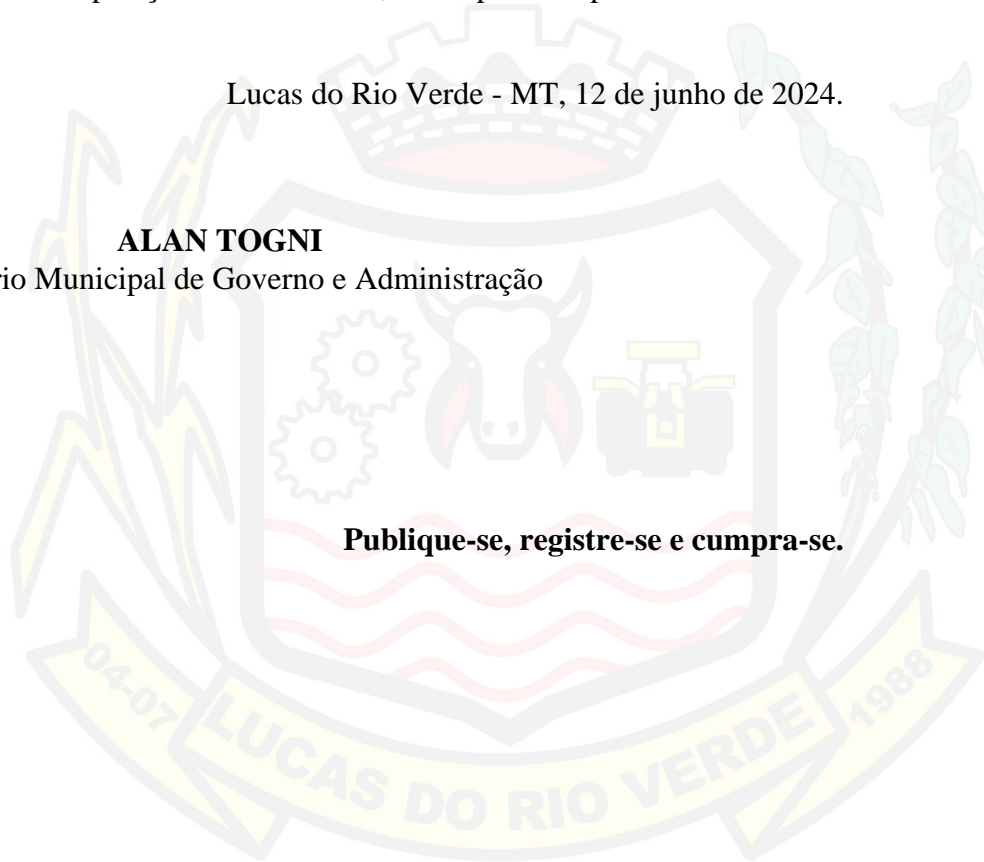 Lucas do Rio Verde - MT, 12 de junho de 2024.
ALAN TOGNI
Municipal de Governo e Administração
Publique-se, registre-se e cumpra-se.
04-07
LUCAS DO RIO VERDE
1988